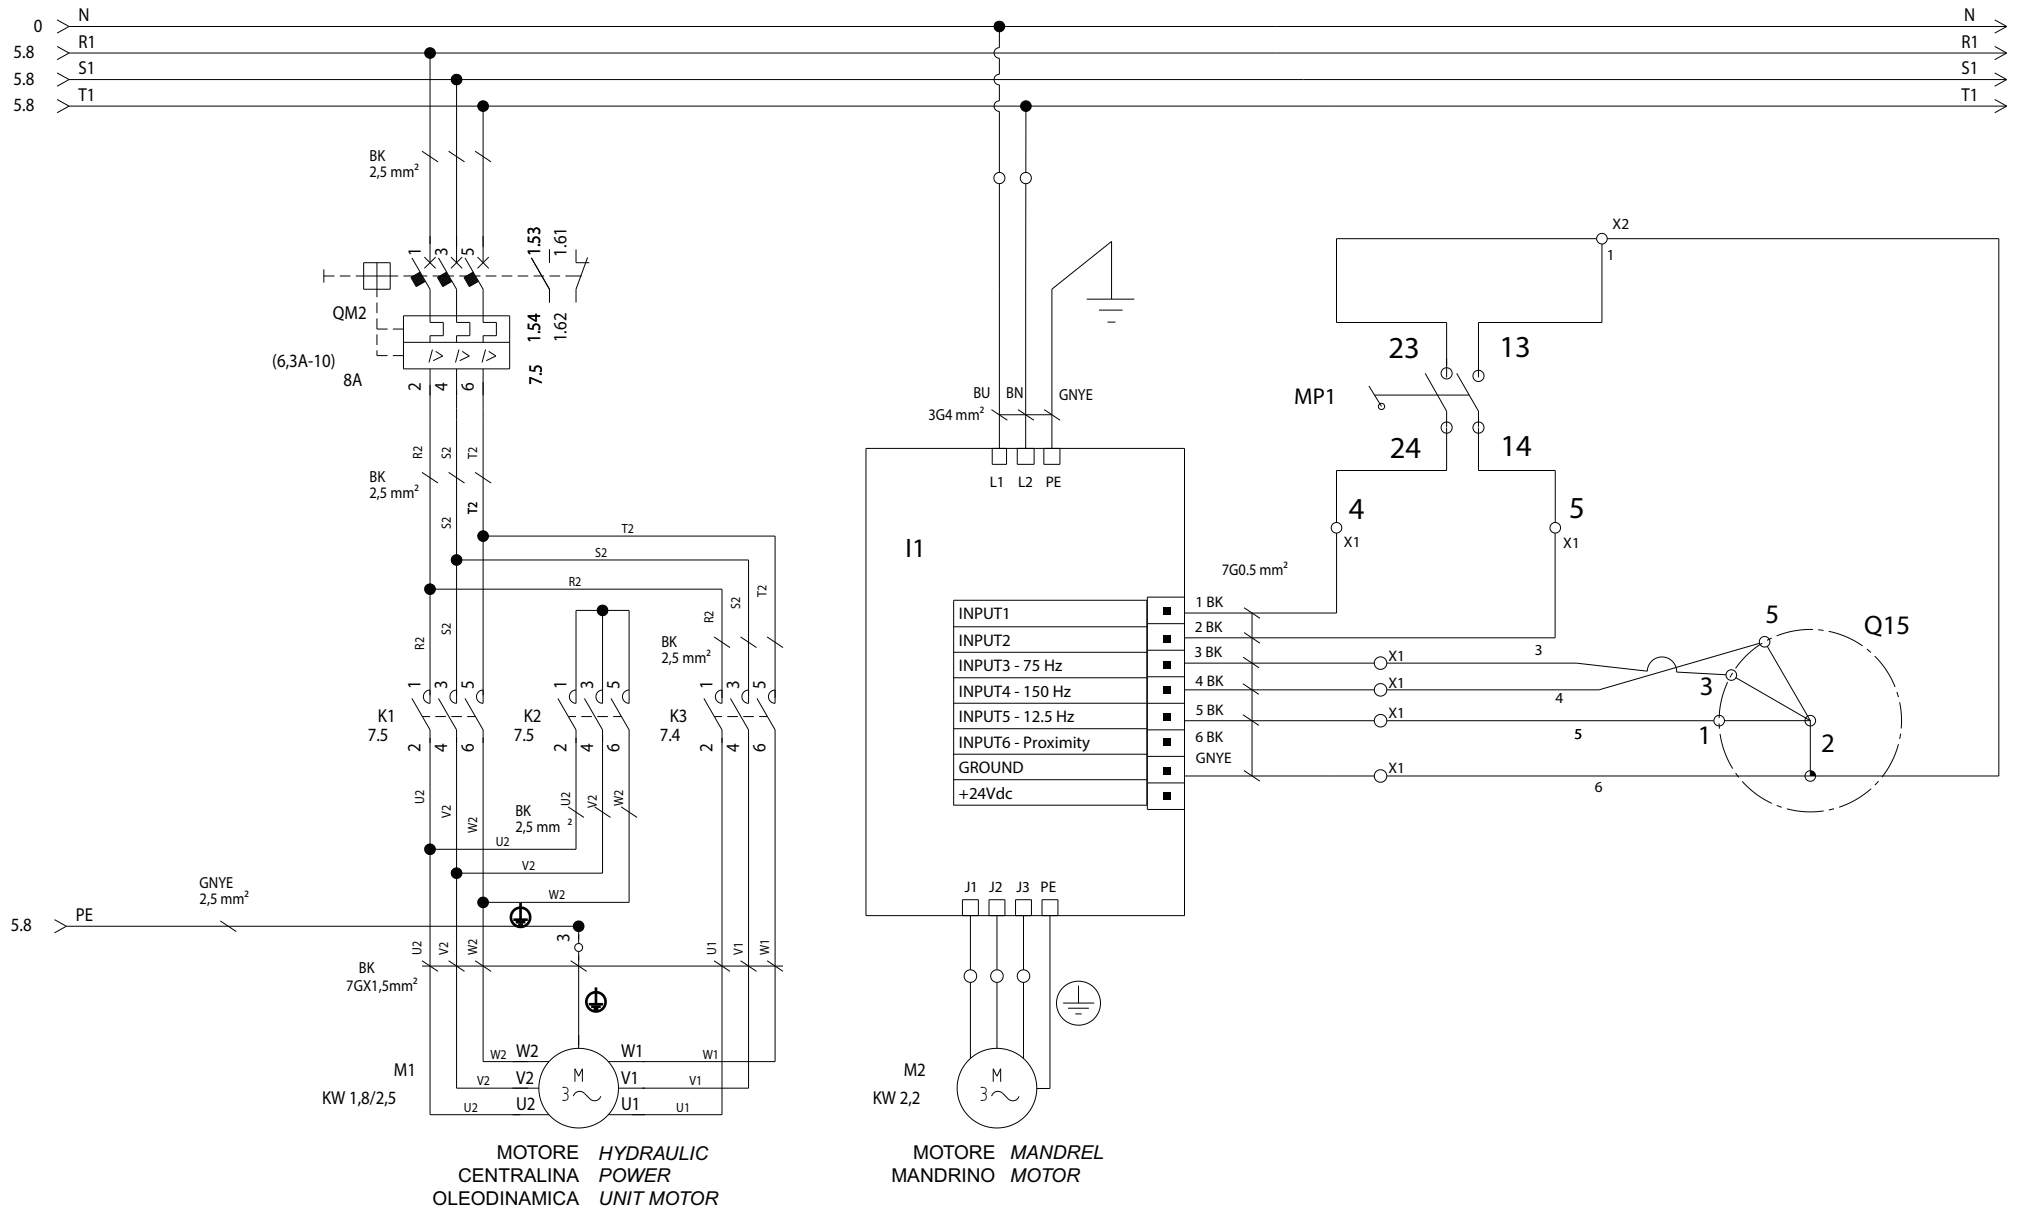 0 N N
5.8 R1 R1
5.8 S1 S1
5.8 T1 T1
BK
2,5 mm²
1 3 5 1.53 1.61
QM2 1.54 1.62
(6,3A-10)
8A
2 4 6 7.5
R2 S2 T2
BK
2,5 mm²
S2 T2
T2
S2
R2
R2 S2
R2 S2 T2
BK
2,5 mm²
1 3 5
1 3 5
1 3 5
K1
7.5
K2
7.5
K3
7.4
2 4 6
2 4 6
2 4 6
U2 V2 W2
U2 V2 W2
BK
2,5 mm²
U2
V2
W2
GNYE
2,5 mm²
5.8 PE
3
U2 V2 W2
U1 V1 W1
BK
7GX1,5mm²
W2 W2 W1 W1
M1 V2 V2 V1 V1
KW 1,8/2,5
U2 U2 U1 U1
M
3
MOTORE HYDRAULIC
CENTRALINA POWER
OLEODINAMICA UNIT MOTOR
BU BN GNYE
3G4 mm²
L1 L2 PE
I1
7G0.5 mm²
INPUT1 1 BK
INPUT2 2 BK
INPUT3 - 75 Hz 3 BK X1 3
INPUT4 - 150 Hz 4 BK X1 4
INPUT5 - 12.5 Hz 5 BK X1 5
INPUT6 - Proximity 6 BK
GROUND GNYE X1 6
+24Vdc
J1 J2 J3 PE
M2
KW 2,2
M
3
MOTORE MANDREL
MANDRINO MOTOR
X2
1
23 13
MP1
24 14
4 5
X1 X1
5 Q15
3
1 2